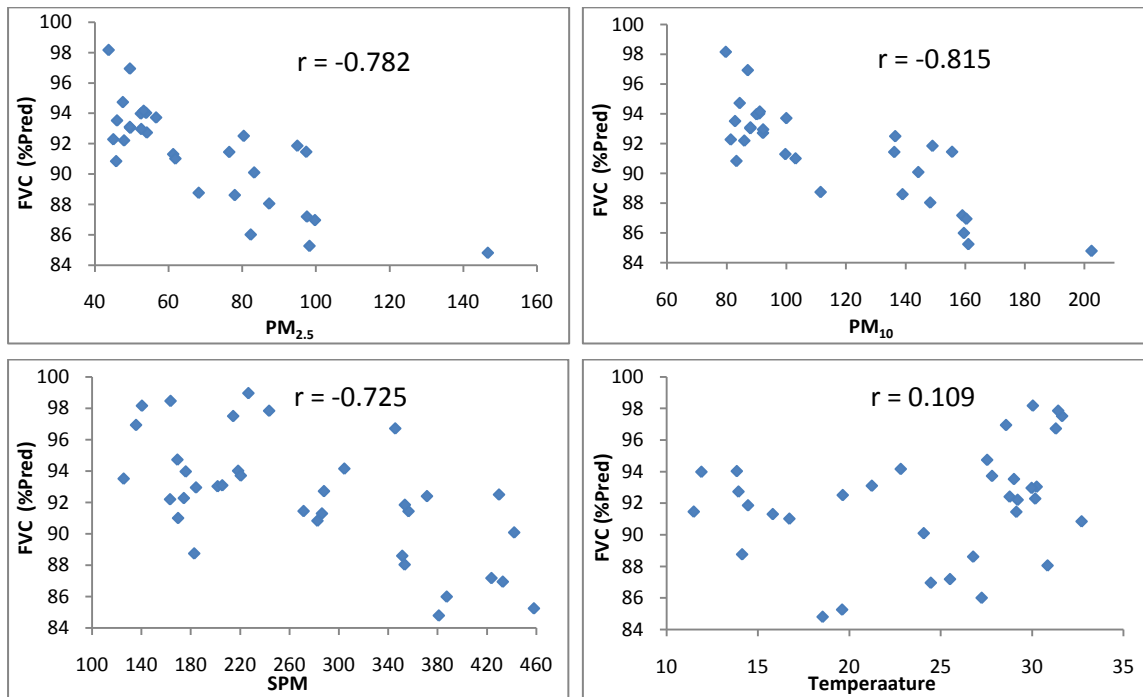 r = -0.782
FVC (%Pred)
100
98
96
94
92
90
88
86
84
40 60 80 100 120 140 160
PM2.5
r = -0.815
FVC (%Pred)
100
98
96
94
92
90
88
86
84
60 80 100 120 140 160 180 200
PM10
r = -0.725
FVC (%Pred)
100
98
96
94
92
90
88
86
84
100 140 180 220 260 300 340 380 420 460
SPM
r = 0.109
FVC (%Pred)
100
98
96
94
92
90
88
86
84
10 15 20 25 30 35
Temperaature